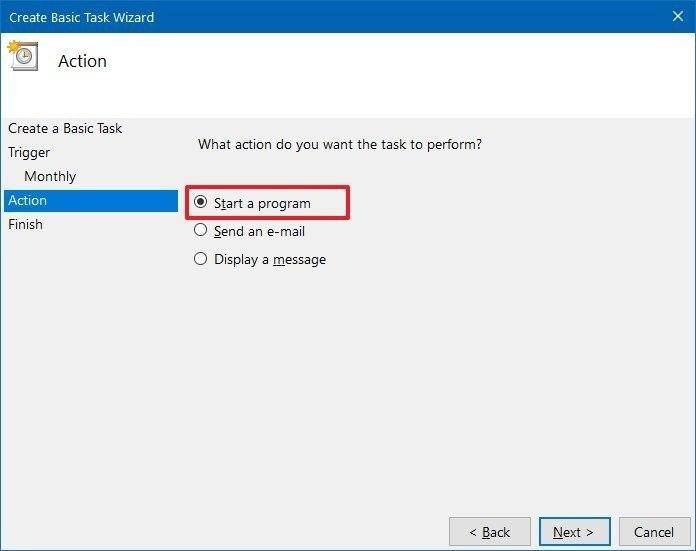 Create Basic Task Wizard
Action
Create a Basic Task
Trigger
Monthly
Action
Finish
What action do you want the task to perform?
Start a program
Send an e-mail
Display a message
< Back
Next >
Cancel